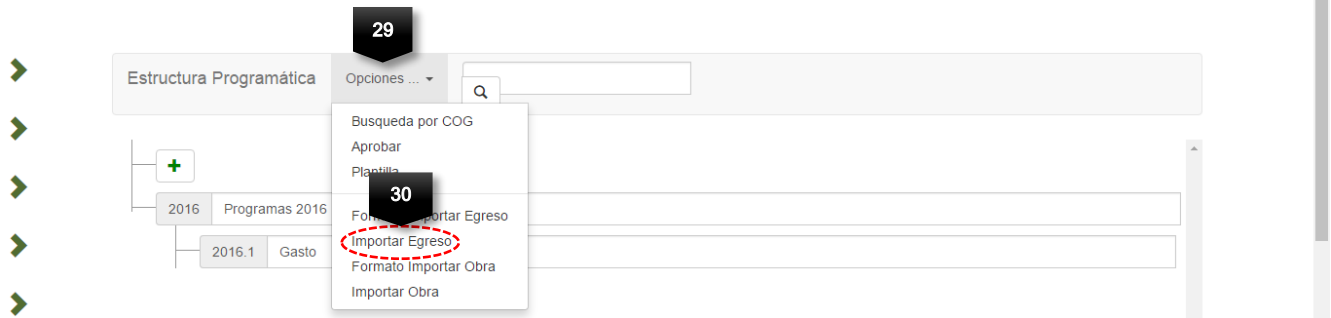 29
Estructura Programática Opciones ...
Busqueda por COG
Aprobar
Plantilla
30
2016 Programas 2016
Importar Egreso
2016.1 Gasto
Formato Importar Obra
Importar Obra